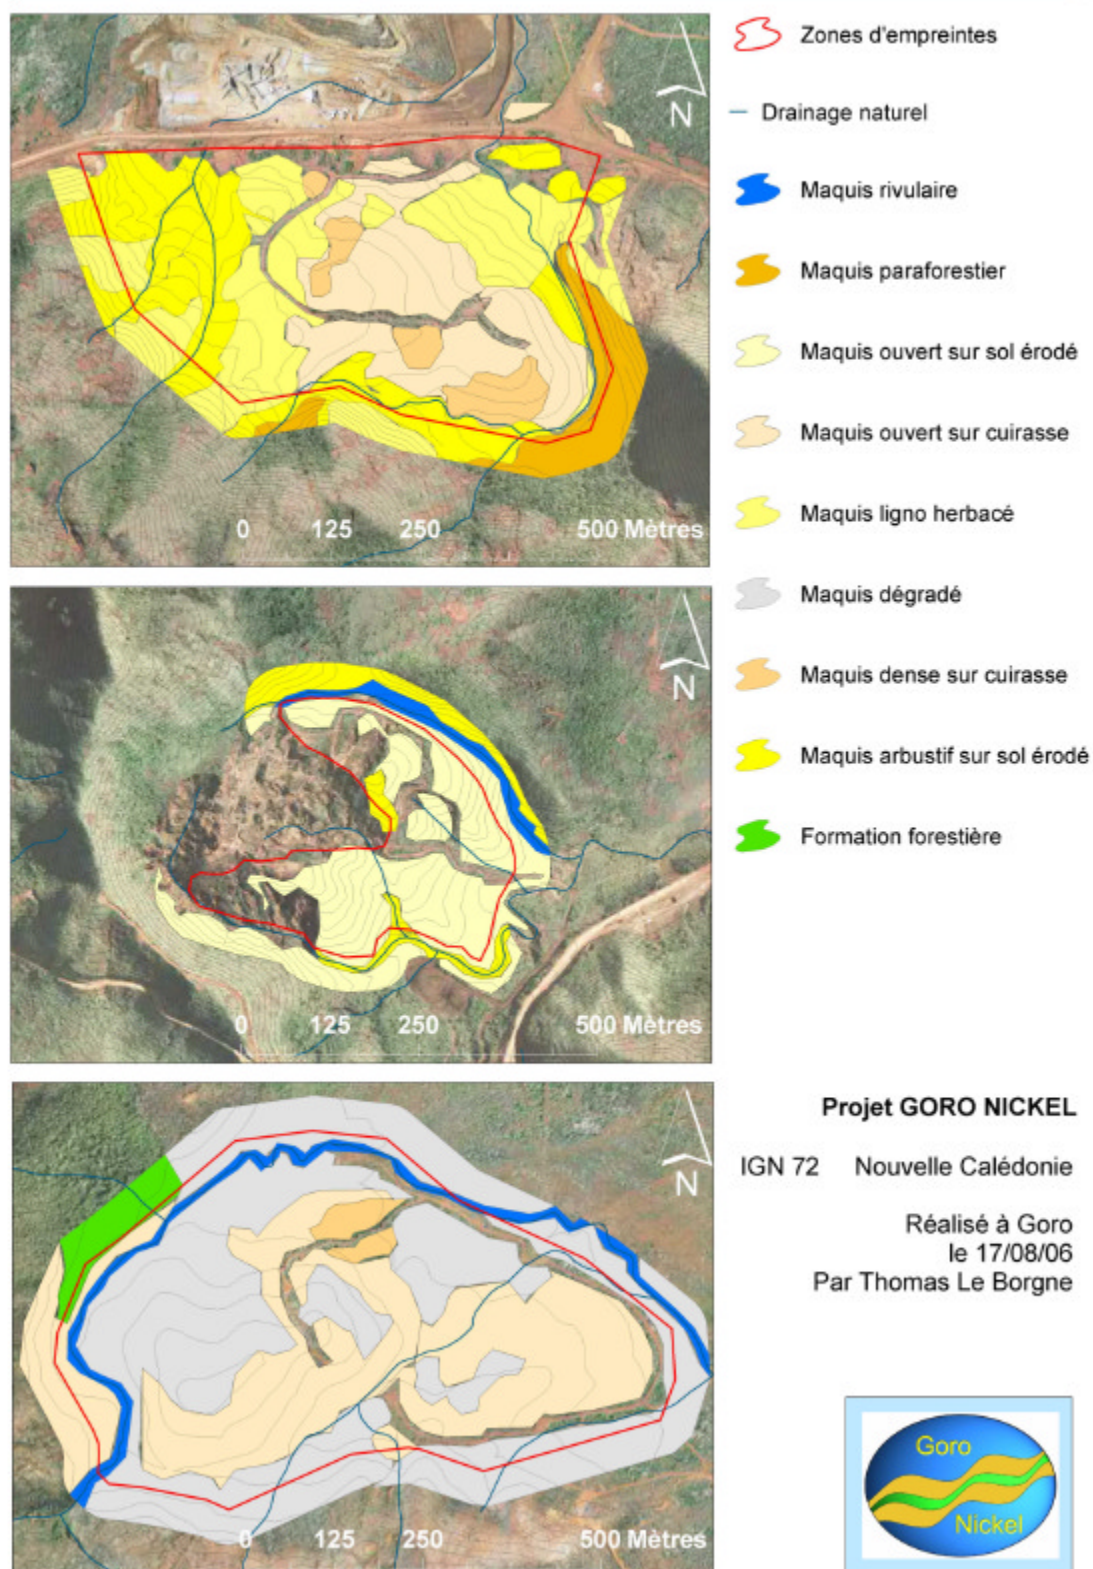 Zones d'empreintes
Drainage naturel
Maquis rivulaire
Maquis paraforestier
Maquis ouvert sur sol érodé
Maquis ouvert sur cuirasse
Maquis ligno herbacé
Maquis dégradé
Maquis dense sur cuirasse
Maquis arbustif sur sol érodé
Formation forestière
N
0 125 250 500 Mètres
N
0 125 250 500 Mètres
N
0 125 250 500 Mètres
Projet GORO NICKEL
IGN 72 Nouvelle Calédonie
Réalisé à Goro
le 17/08/06
Par Thomas Le Borgne
Goro
Nickel